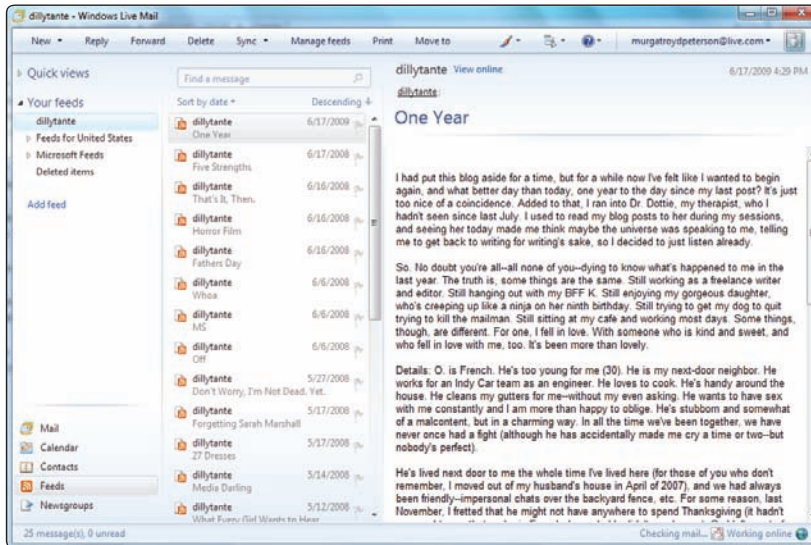 dillytante - Windows Live Mail
New Reply Forward Delete Sync Manage feeds Print Move to murgatroydpeterson@live.com
Quick views
Your feeds
dillytante
Feeds for United States
Microsoft Feeds
Deleted items
Add feed
Mail
Calendar
Contacts
Feeds
Newsgroups
Find a message
Sort by date Descending
dillytante 6/17/2009
One Year
dillytante 6/17/2008
Five Strengths
dillytante 6/16/2008
That's It, Then.
dillytante 6/16/2008
Horror Film
dillytante 6/16/2008
Fathers Day
dillytante 6/6/2008
Whoa
dillytante 6/6/2008
MS
dillytante 6/6/2008
Off
dillytante 5/27/2008
Don't Worry, I'm Not Dead. Yet.
dillytante 5/17/2008
Forgetting Sarah Marshall
dillytante 5/17/2008
27 Dresses
dillytante 5/14/2008
Media Darling
dillytante 5/12/2008
What Every Girl Wants to Hear
dillytante View online 6/17/2009 4:29 PM
dillytante:
One Year
I had put this blog aside for a time, but for a while now I've felt like I wanted to begin
again, and what better day than today, one year to the day since my last post? It's just
too nice of a coincidence. Added to that, I ran into Dr. Dottie, my therapist, who I
hadn't seen since last July. I used to read my blog posts to her during my sessions,
and seeing her today made me think maybe the universe was speaking to me, telling
me to get back to writing for writing's sake, so I decided to just listen already.
So. No doubt you're all--all none of you--dying to know what's happened to me in the
last year. The truth is, some things are the same. Still working as a freelance writer
and editor. Still hanging out with my BFF K. Still enjoying my gorgeous daughter,
who's creeping up like a ninja on her ninth birthday. Still trying to get my dog to quit
trying to kill the mailman. Still sitting at my cafe and working most days. Some things,
though, are different. For one, I fell in love. With someone who is kind and sweet, and
who fell in love with me, too. It's been more than lovely.
Details: O. is French. He's too young for me (30). He is my next-door neighbor. He
works for an Indy Car team as an engineer. He loves to cook. He's handy around the
house. He cleans my gutters for me--without my even asking. He wants to have sex
with me constantly and I am more than happy to oblige. He's stubborn and somewhat
of a malcontent, but in a charming way. In all the time we've been together, we have
never once had a fight (although he has accidentally made me cry a time or two--but
nobody's perfect).
He's lived next door to me the whole time I've lived here (for those of you who don't
remember, I moved out of my husband's house in April of 2007), and we had always
been friendly--impersonal chats over the backyard fence, etc. For some reason, last
November, I fretted that he might not have anywhere to spend Thanksgiving (it hadn't
25 message(s), 0 unread Checking mail... Working online